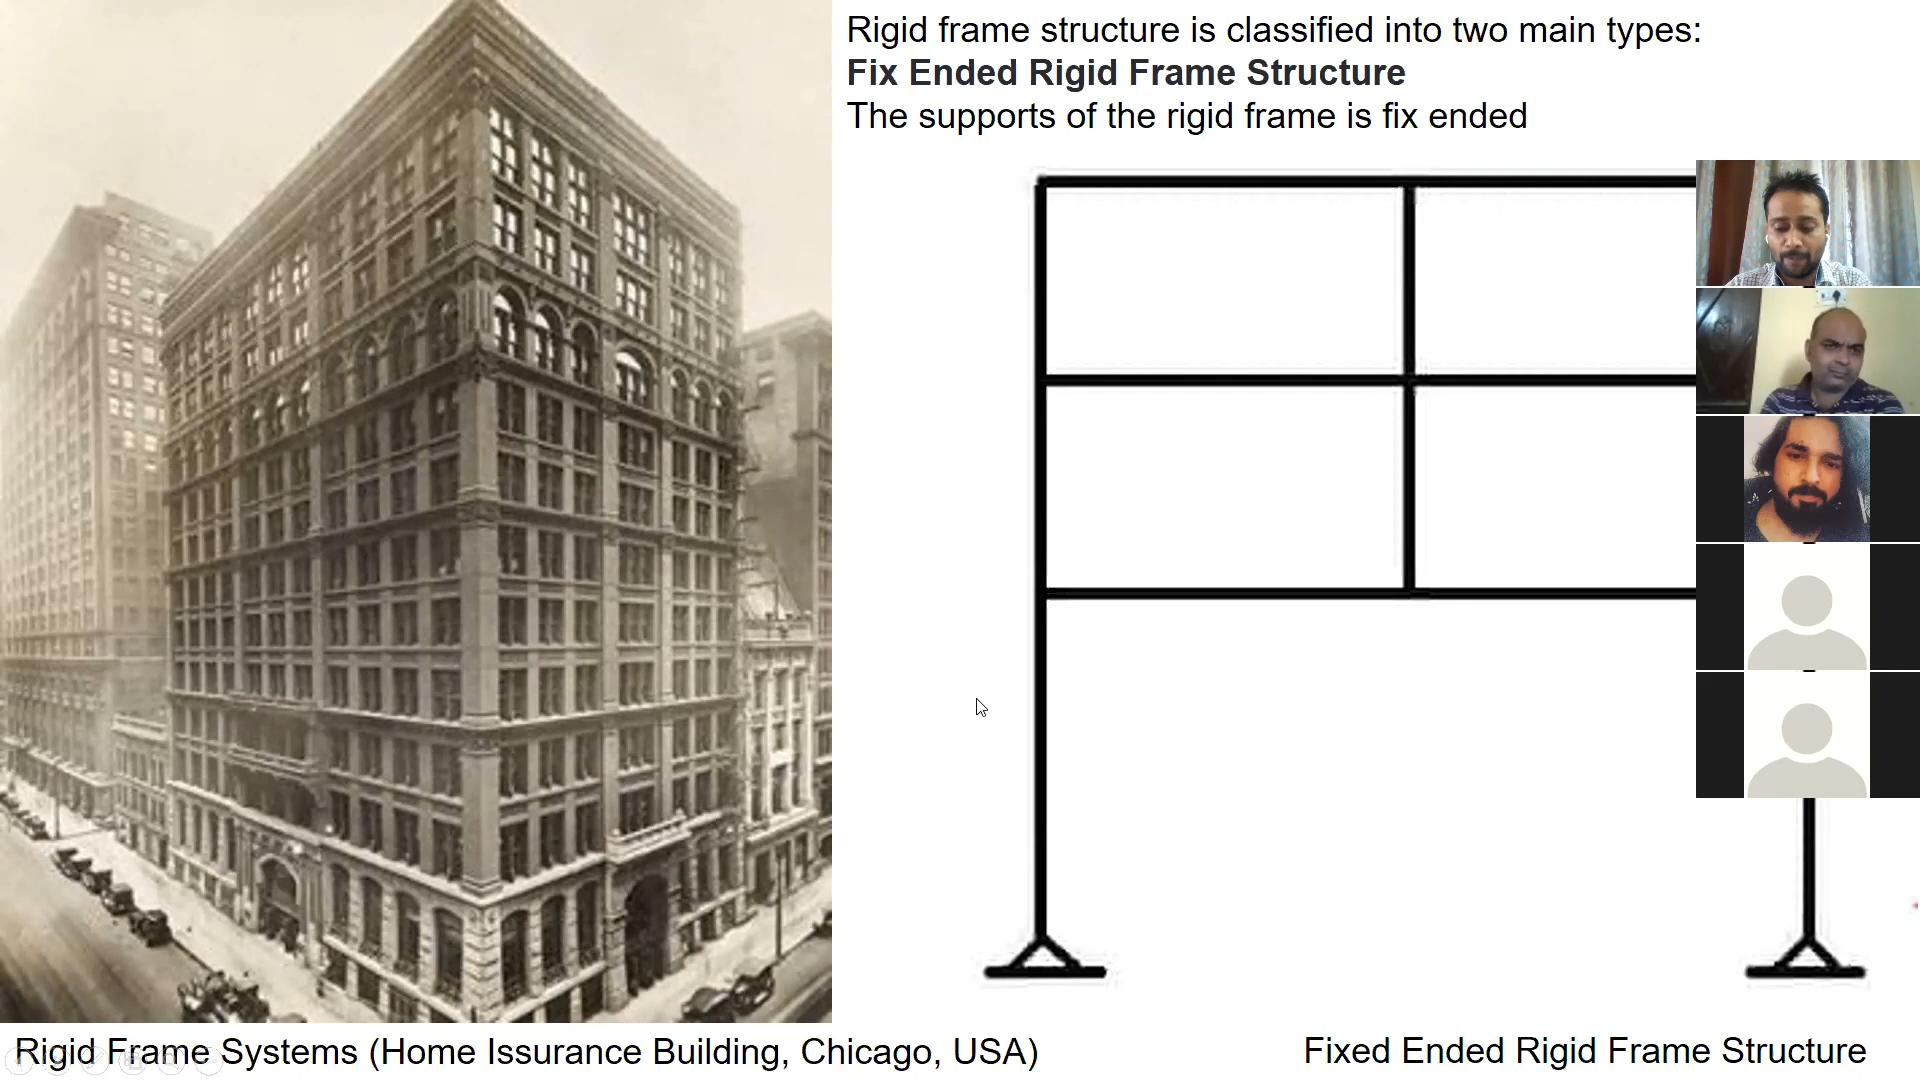 Rigid frame structure is classified into two main types:
Fix Ended Rigid Frame Structure
The supports of the rigid frame is fix ended
Rigid Frame Systems (Home Issurance Building, Chicago, USA)
Fixed Ended Rigid Frame Structure